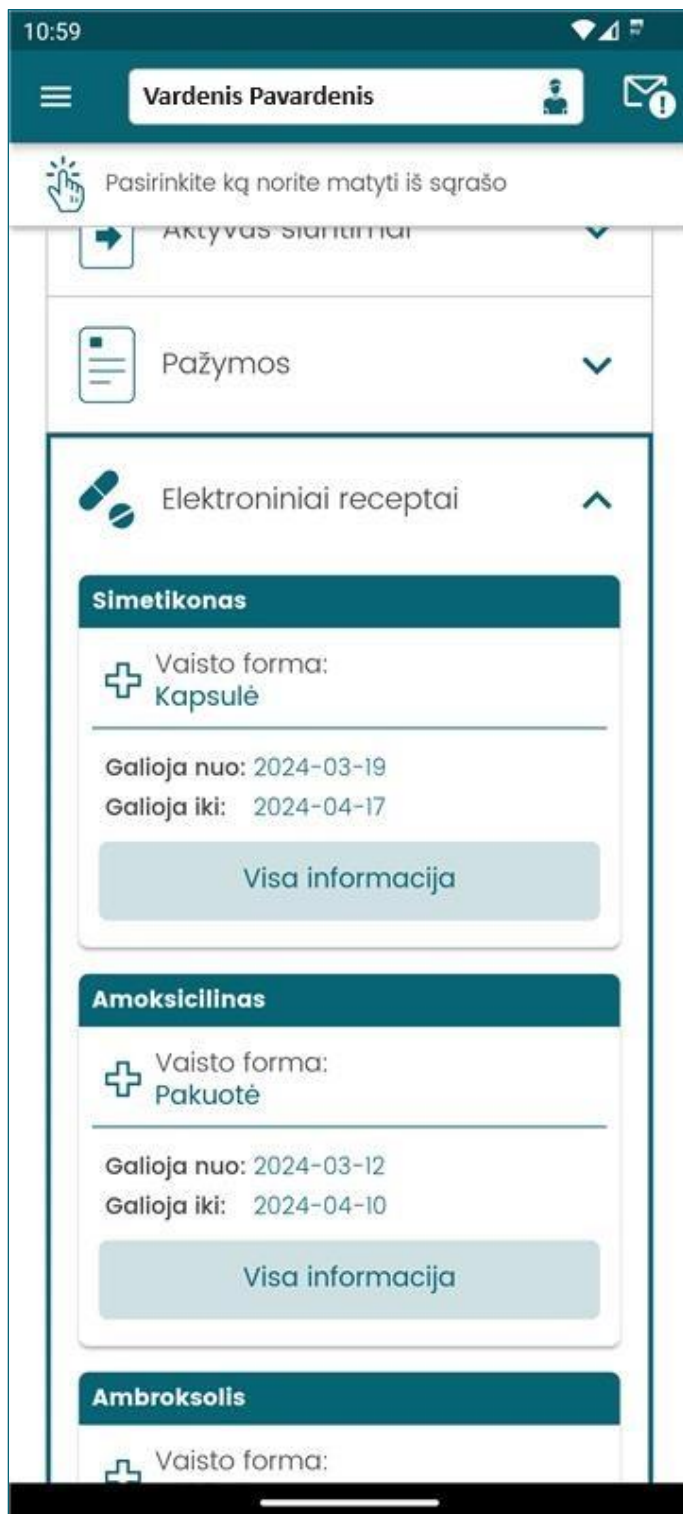 10:59
Vardenis Pavardenis
Pasirinkite ką norite matyti iš sąrašo
Aktyvūs siuntimai
Pažymos
Elektroniniai receptai
Simetikonas
Vaisto forma:
Kapsulė
Galioja nuo: 2024-03-19
Galioja iki: 2024-04-17
Visa informacija
Amoksicilinas
Vaisto forma:
Pakuotė
Galioja nuo: 2024-03-12
Galioja iki: 2024-04-10
Visa informacija
Ambroksolis
Vaisto forma: